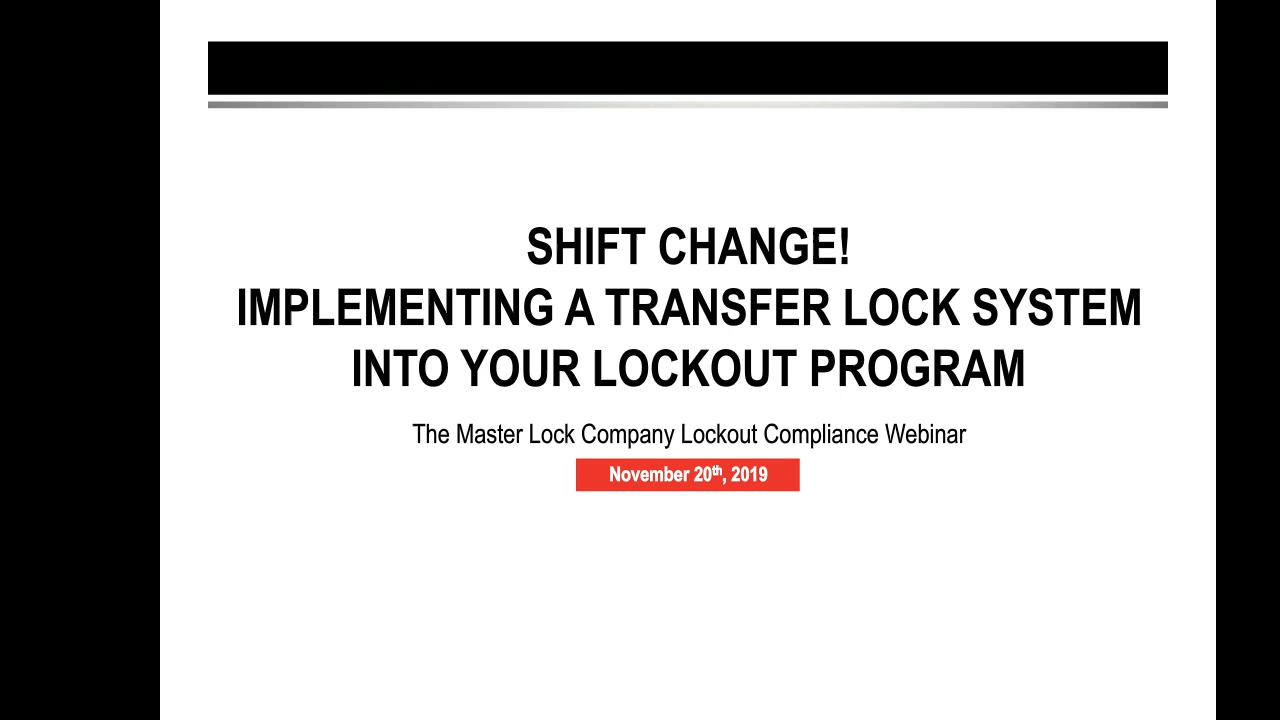 SHIFT CHANGE!
IMPLEMENTING A TRANSFER LOCK SYSTEM
INTO YOUR LOCKOUT PROGRAM
The Master Lock Company Lockout Compliance Webinar
November 20th, 2019